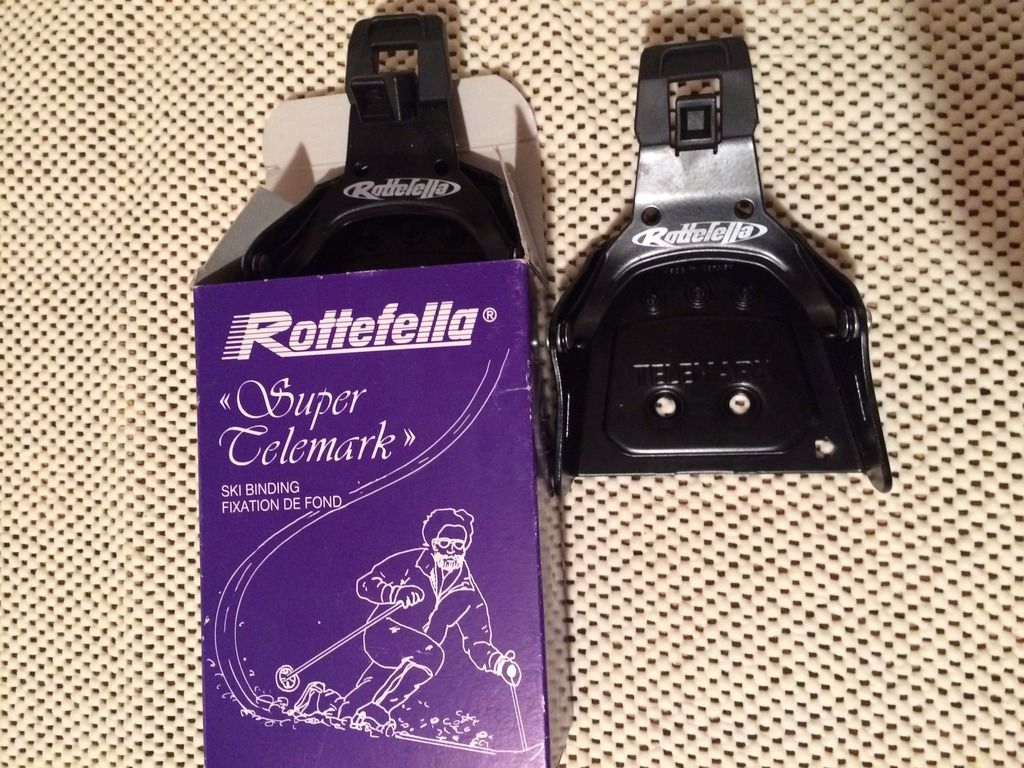 Rottefella
Rottefella
TELEMARK
Rottefella®
«Super
Telemark»
SKI BINDING
FIXATION DE FOND